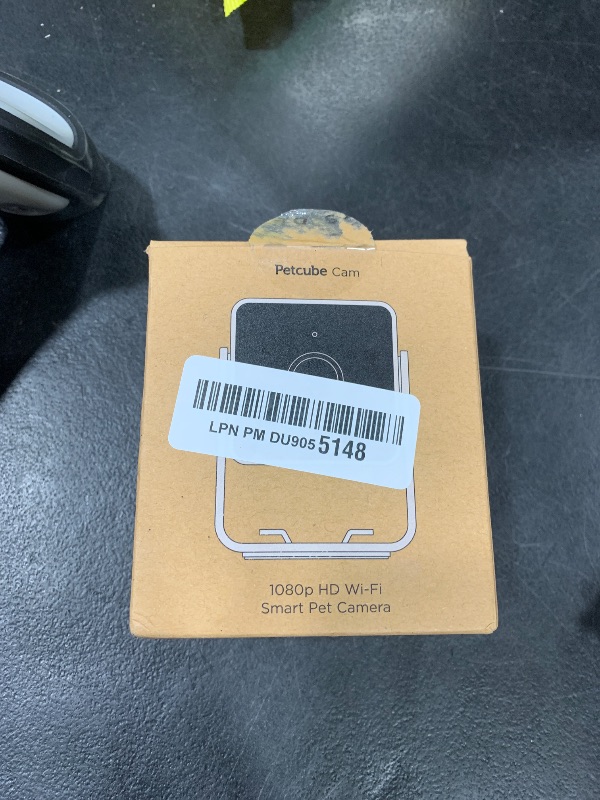 Petcube Cam
LPN PM DU905 5148
1080p HD Wi-Fi
Smart Pet Camera